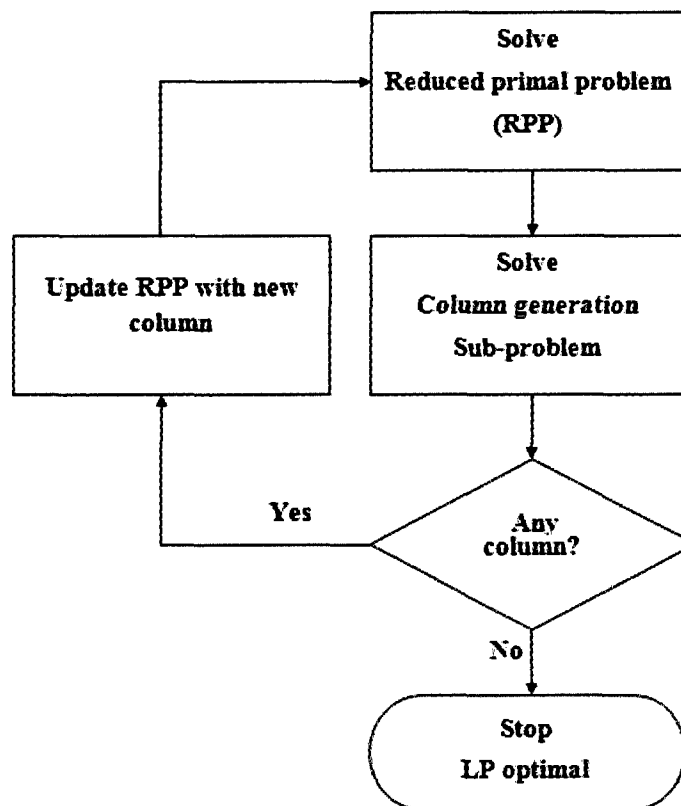 Solve
Reduced primal problem
(RPP)
Update RPP with new
column
Solve
Column generation
Sub-problem
Yes
Any
column?
No
Stop
LP optimal